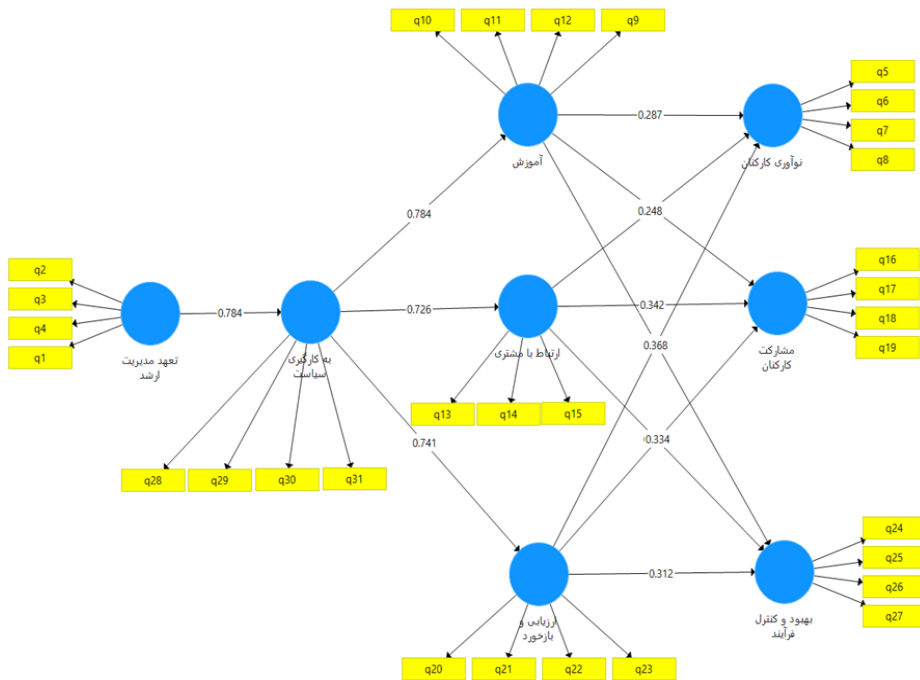 q10
q11
q12
q9
q5
q6
q7
q8
0.287
آموزش
نوآوری کارکنان
0.784
0.248
q2
q3
q4
q1
0.784
0.726
0.342
q16
q17
q18
q19
تعهد مدیریت
ارشد
به کارگیری
سیاست
ارتباط با مشتری
0.368
مشارکت
کارکنان
q13
q14
q15
0.741
0.334
q28
q29
q30
q31
0.312
q24
q25
q26
q27
ارزیابی و
بازخورد
بهبود و کنترل
فرآیند
q20
q21
q22
q23